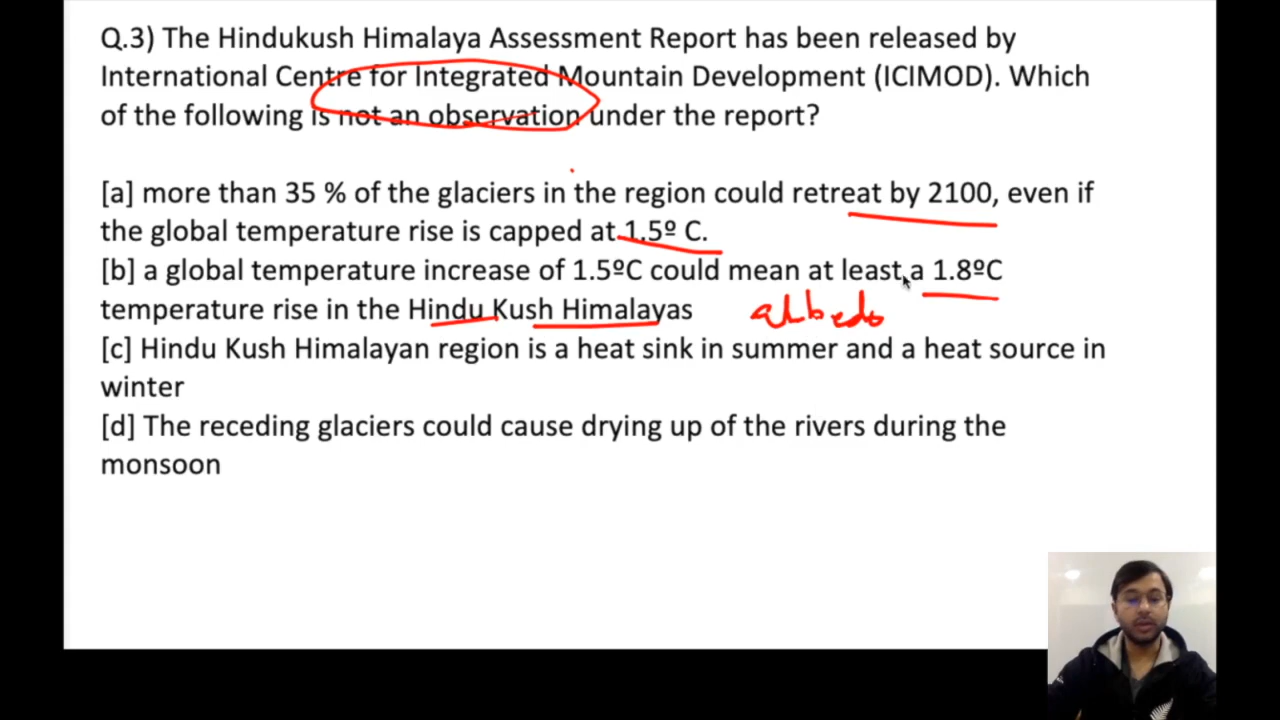 Q.3) The Hindukush Himalaya Assessment Report has been released by
International Centre for Integrated Mountain Development (ICIMOD). Which
of the following is not an observation under the report?
[a] more than 35 % of the glaciers in the region could retreat by 2100, even if
the global temperature rise is capped at 1.5º C.
[b] a global temperature increase of 1.5ºC could mean at least a 1.8ºC
temperature rise in the Hindu Kush Himalayas albedo
[c] Hindu Kush Himalayan region is a heat sink in summer and a heat source in
winter
[d] The receding glaciers could cause drying up of the rivers during the
monsoon